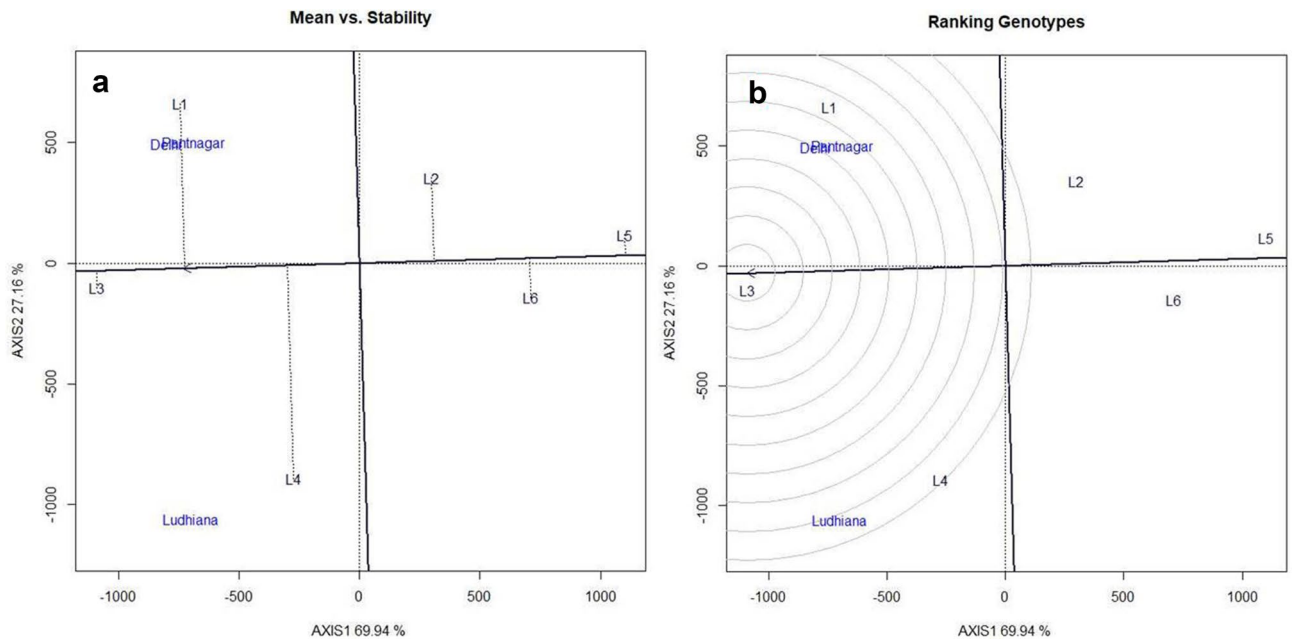 Mean vs. Stability
a
L1
Delhi
Pantnagar
L2
L5
L3
L6
L4
Ludhiana
500
0
-500
-1000
-1000
-500
0
500
1000
AXIS2 27.16 %
AXIS1 69.94 %
Ranking Genotypes
b
L1
Delhi
Pantnagar
L2
L5
L3
L6
L4
Ludhiana
500
0
-500
-1000
-1000
-500
0
500
1000
AXIS2 27.16 %
AXIS1 69.94 %